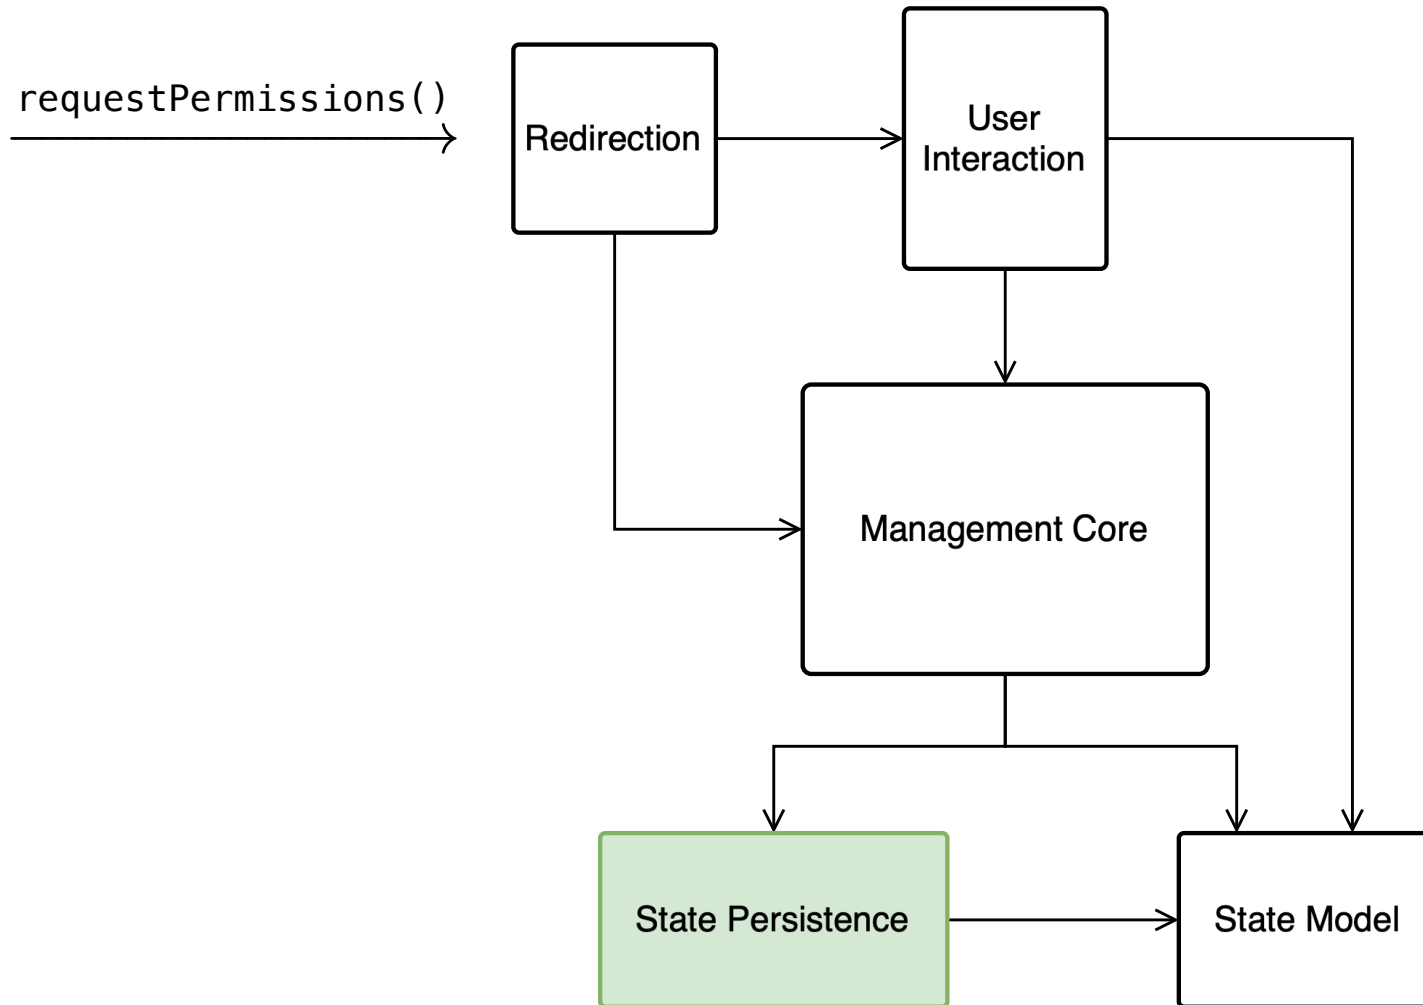 requestPermissions()
Redirection
User
Interaction
Management Core
State Persistence
State Model